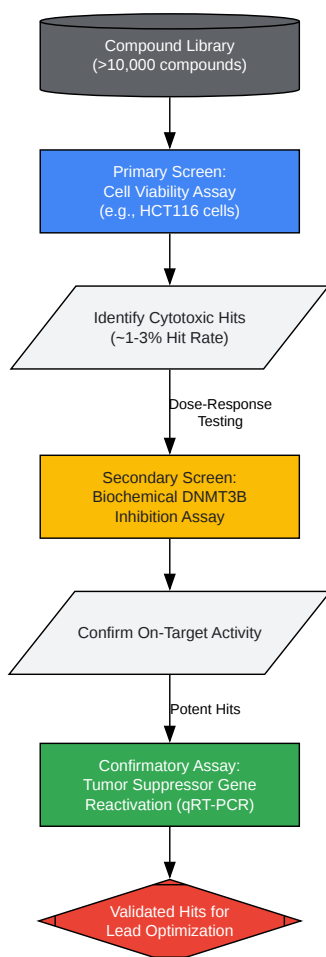 Compound Library
(>10,000 compounds)
Primary Screen:
Cell Viability Assay
(e.g., HCT116 cells)
Identify Cytotoxic Hits
(~1-3% Hit Rate)
Dose-Response
Testing
Secondary Screen:
Biochemical DNMT3B
Inhibition Assay
Confirm On-Target Activity
Potent Hits
Confirmatory Assay:
Tumor Suppressor Gene
Reactivation (qRT-PCR)
Validated Hits for
Lead Optimization